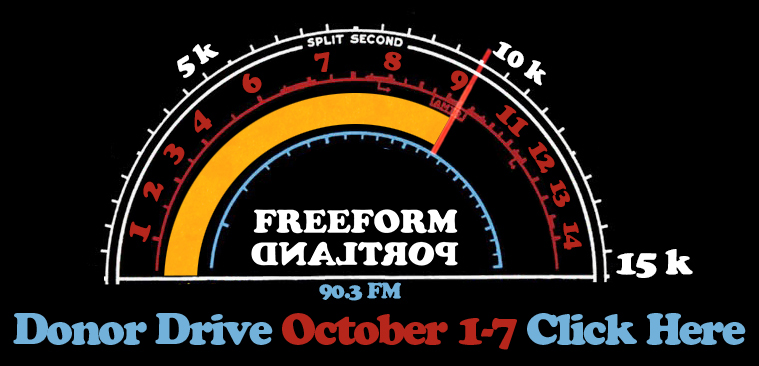 SPLIT SECOND
5 k
10 k
15 k
1 2 3 4 6 7 8 9 11 12 13 14
FREEFORM
PORTLAND
90.3 FM
Donor Drive October 1-7 Click Here